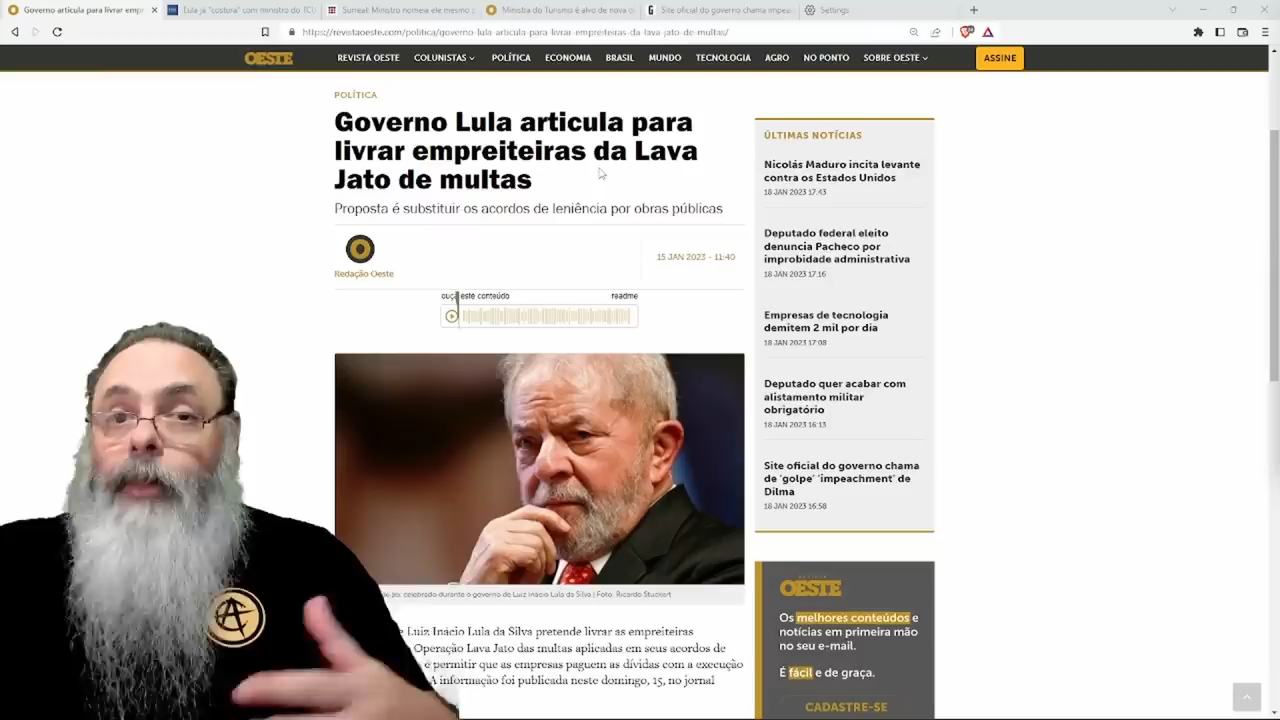 Governo Lula articula para livrar empr
Lula já "costura" com ministro do TCU
Surreal: Ministro nomeia ele mesmo p
Ministra do Turismo é alvo de nova
Site oficial do governo chama impea
Settings
https://revistaoeste.com/politica/governo-lula-articula-para-livrar-empreiteiras-da-lava-jato-de-multas/
OESTE
REVISTA OESTE COLUNISTAS POLÍTICA ECONOMIA BRASIL MUNDO TECNOLOGIA AGRO NO PONTO SOBRE OESTE ASSINE
POLÍTICA
Governo Lula articula para
livrar empreiteiras da Lava
Jato de multas
Proposta é substituir os acordos de leniência por obras públicas
Redação Oeste
15 JAN 2023 - 11:40
este conteúdo
readme
celebrado durante o governo de Luiz Inácio Lula da Silva | Foto: Ricardo Stuckert
Luiz Inácio Lula da Silva pretende livrar as empreiteiras
Operação Lava Jato das multas aplicadas em seus acordos de
e permitir que as empresas paguem as dívidas com a execução
A informação foi publicada neste domingo, 15, no jornal
ÚLTIMAS NOTÍCIAS
Nicolás Maduro incita levante
contra os Estados Unidos
18 JAN 2023 17:43
Deputado federal eleito
denuncia Pacheco por
improbidade administrativa
18 JAN 2023 17:16
Empresas de tecnologia
demitem 2 mil por dia
18 JAN 2023 17:08
Deputado quer acabar com
alistamento militar
obrigatório
18 JAN 2023 16:13
Site oficial do governo chama
de 'golpe' 'impeachment' de
Dilma
18 JAN 2023 16:58
OESTE
Os melhores conteúdos e
notícias em primeira mão
no seu e-mail.
É fácil e de graça.
CADASTRE-SE